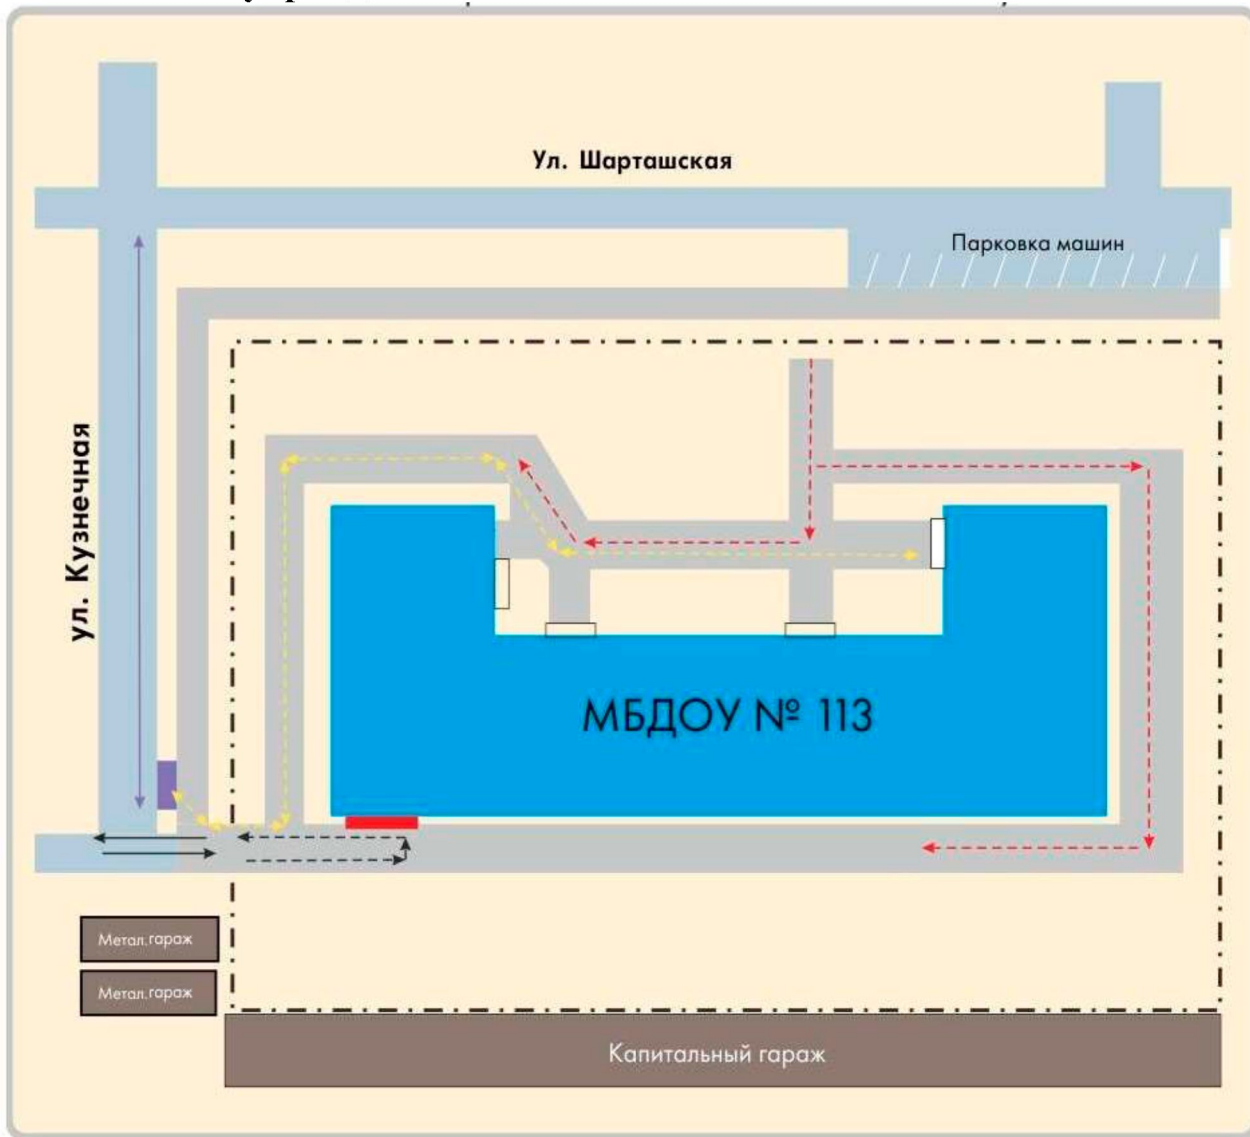 Ул. Шарташская
Парковка машин
ул. Кузнечная
МБДОУ № 113
Метал.гараж
Метал.гараж
Капитальный гараж